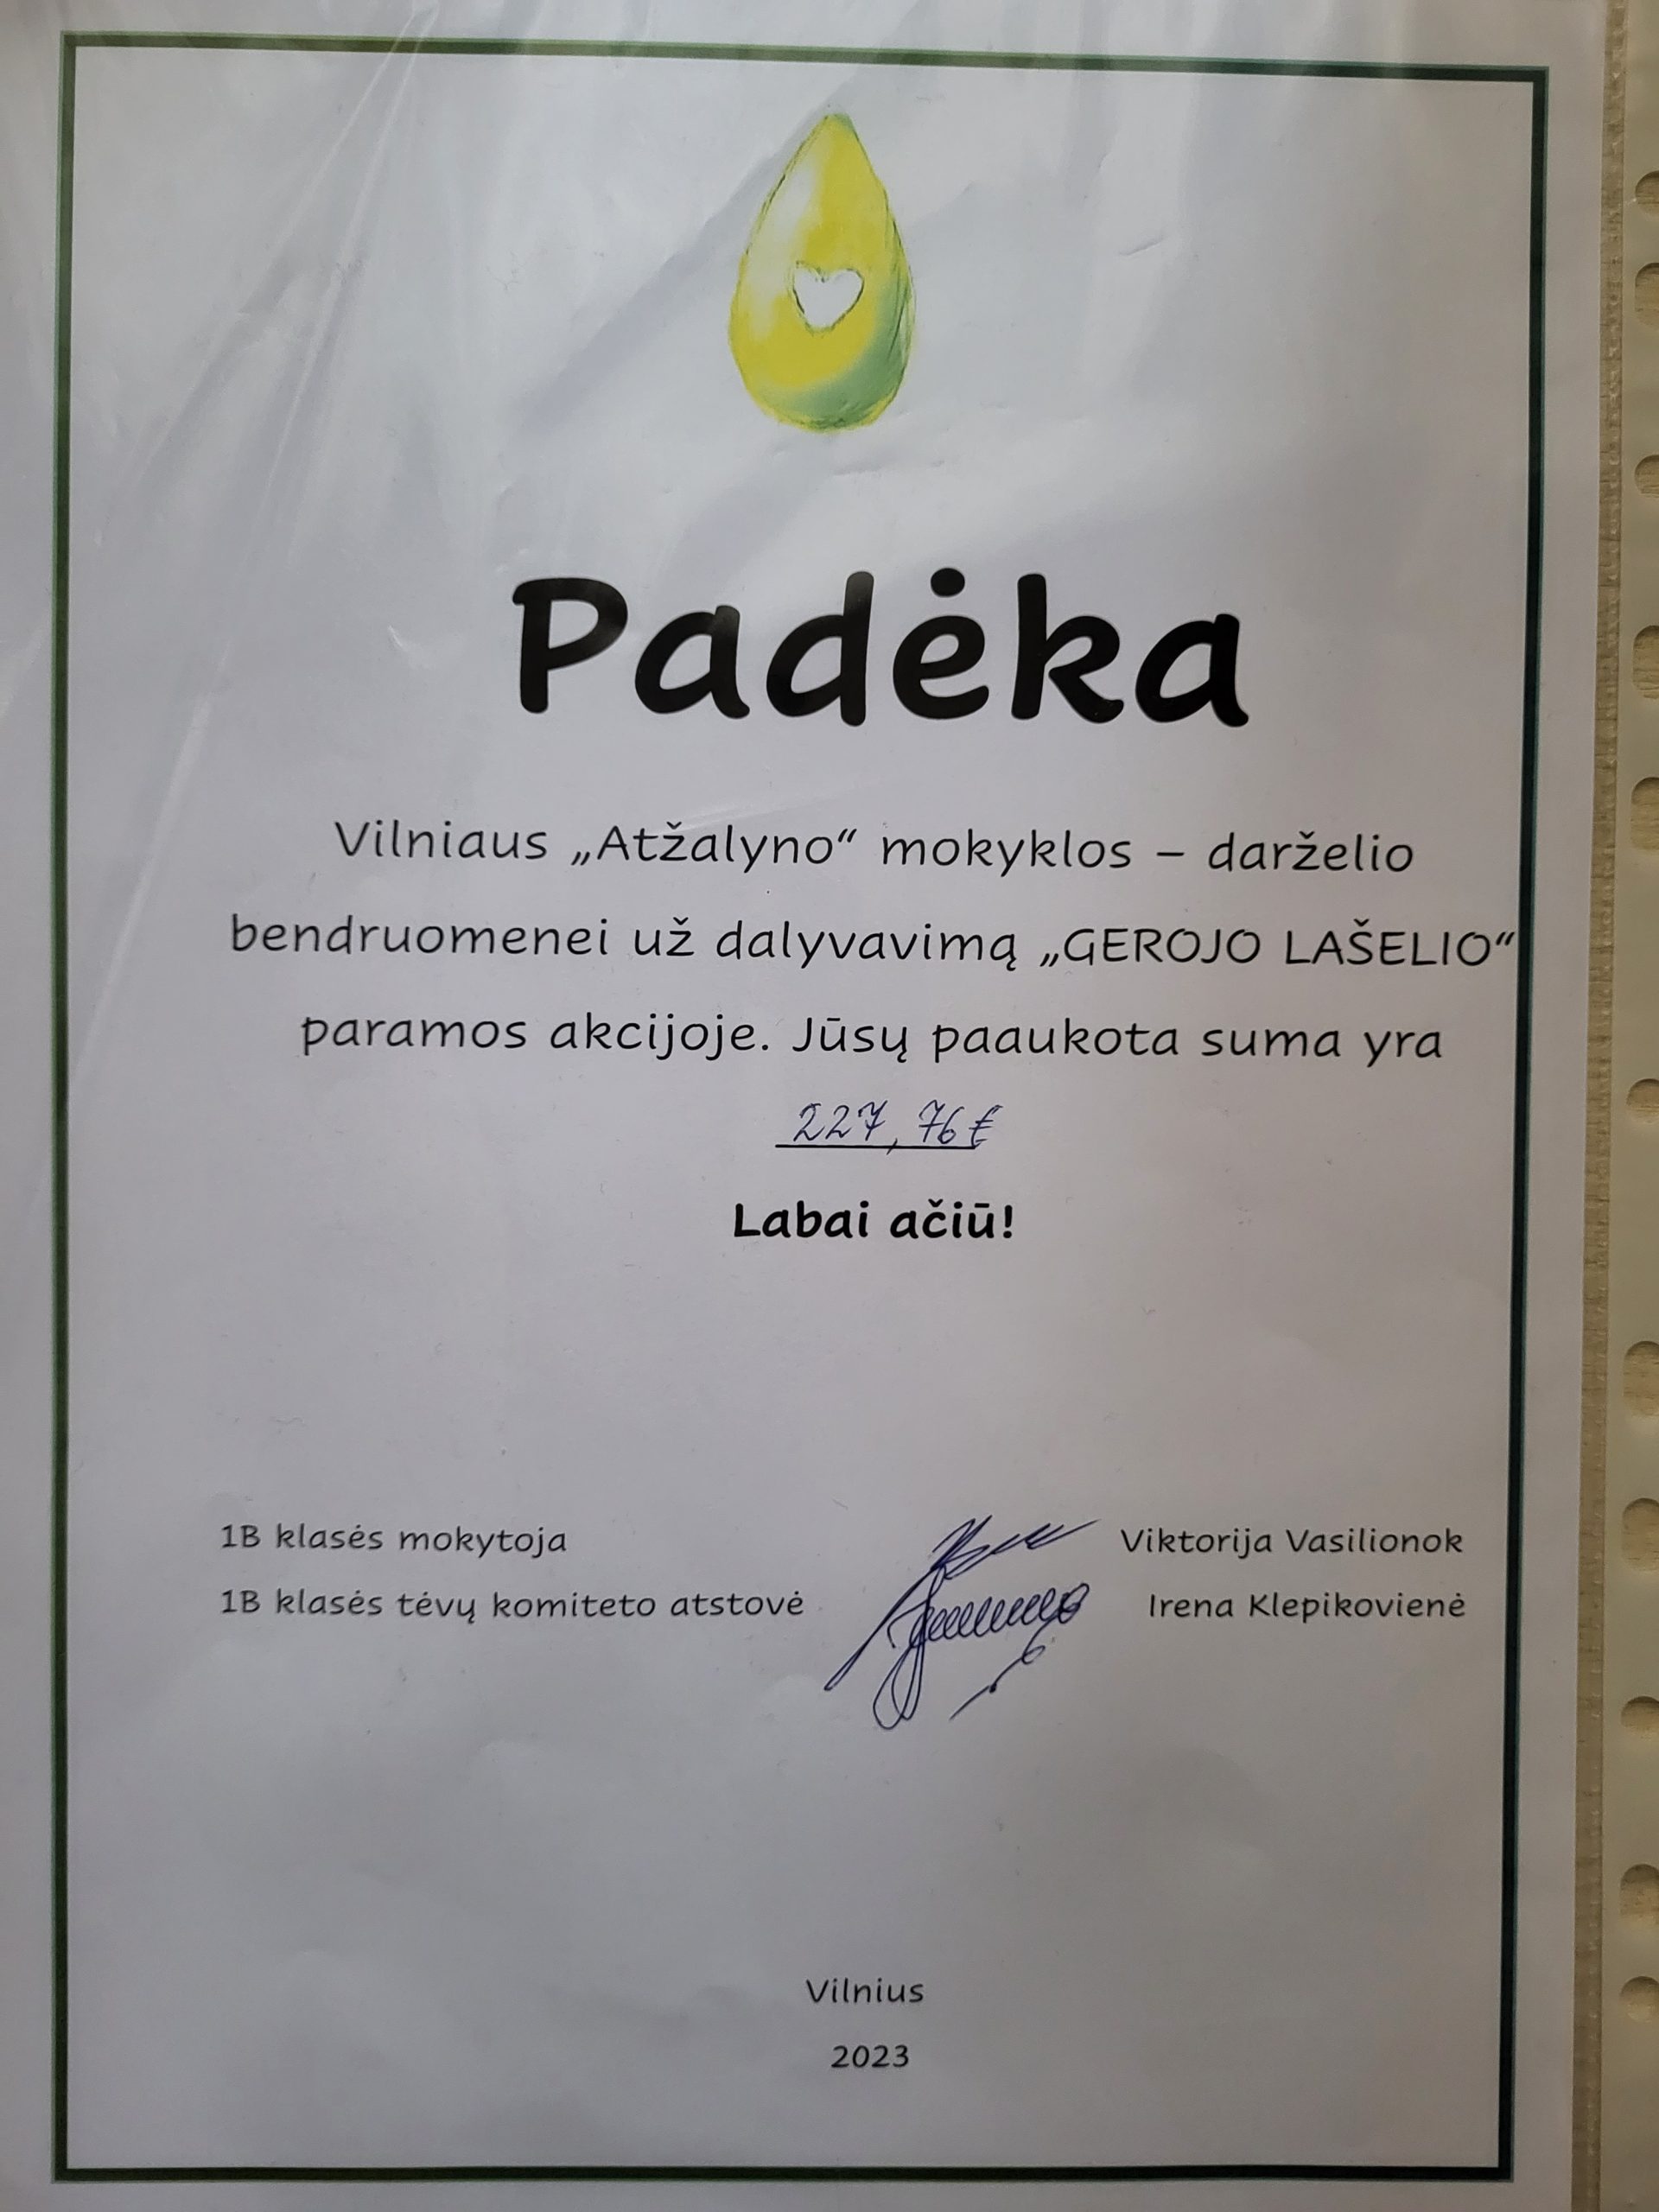 Padėka
Vilniaus „Atžalyno“ mokyklos – darželio
bendruomenei už dalyvavimą „GEROJO LAŠELIO“
paramos akcijoje. Jūsų paaukota suma yra
227,76€
Labai ačiū!
1B klasės mokytoja Viktorija Vasilionok
1B klasės tėvų komiteto atstovė Irena Klepikovienė
Vilnius
2023